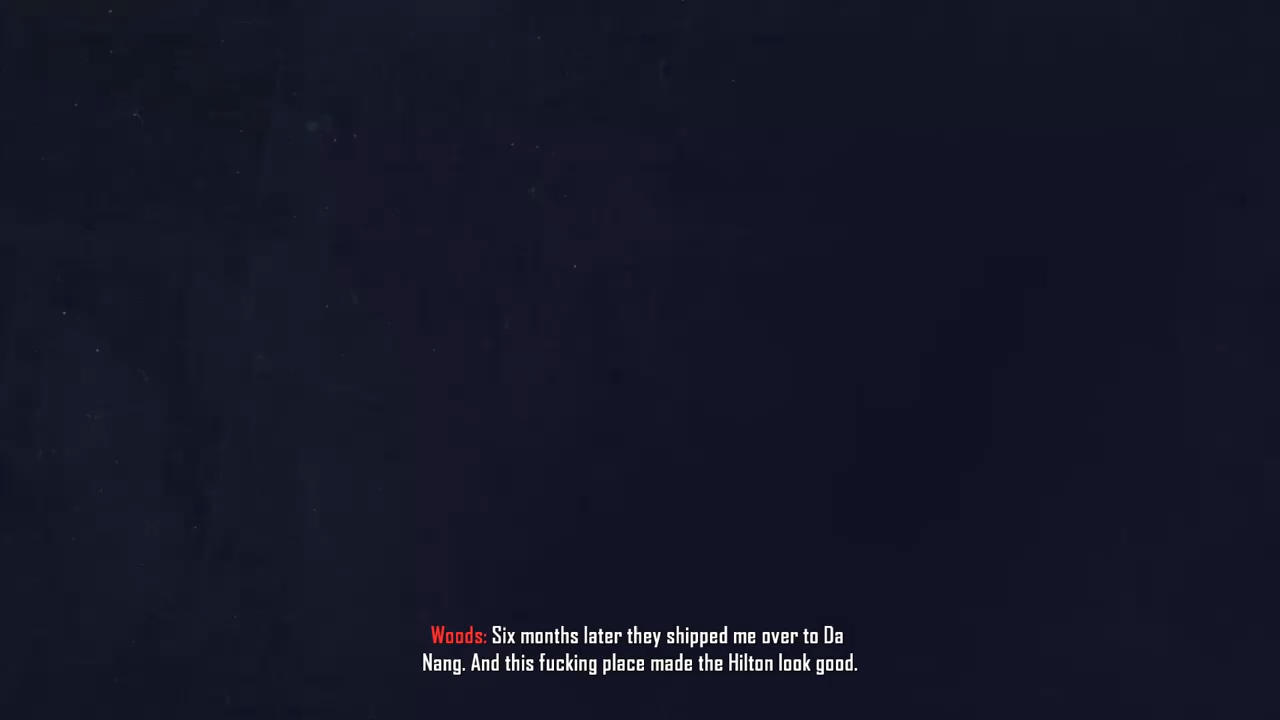 Woods: Six months later they shipped me over to Da
Nang. And this fucking place made the Hilton look good.